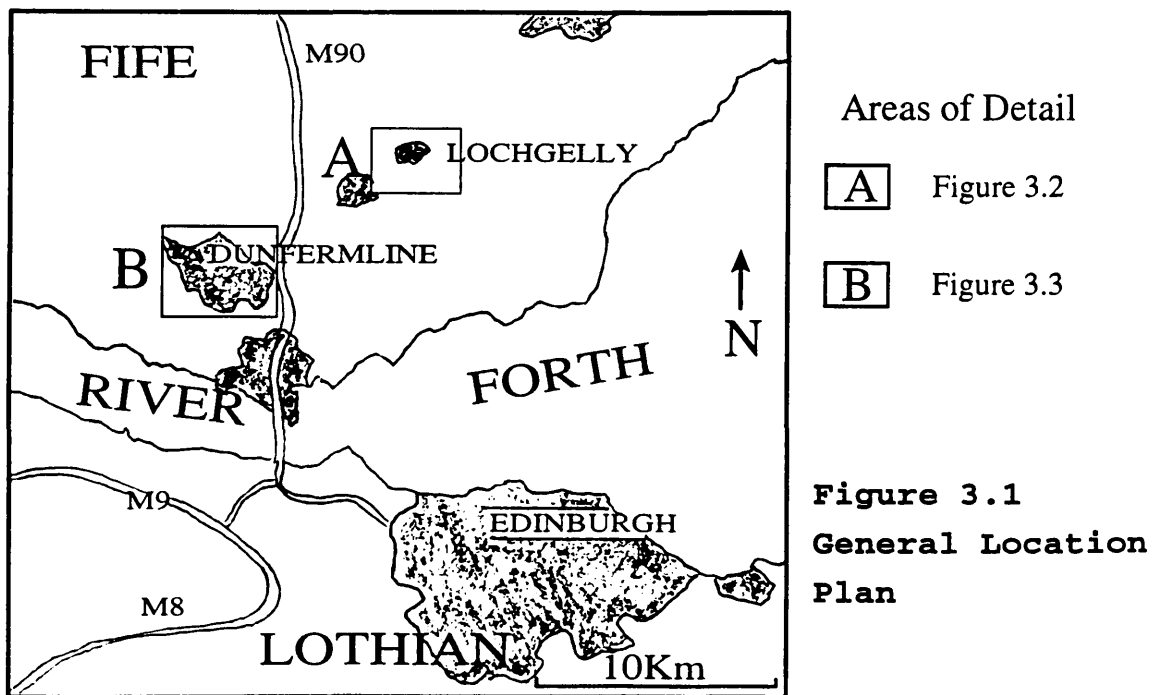 FIFE
M90
A
LOCHGELLY
B
DUNFERMLINE
RIVER
FORTH
M9
EDINBURGH
M8
LOTHIAN
10Km
Areas of Detail
A Figure 3.2
B Figure 3.3
N
Figure 3.1
General Location
Plan